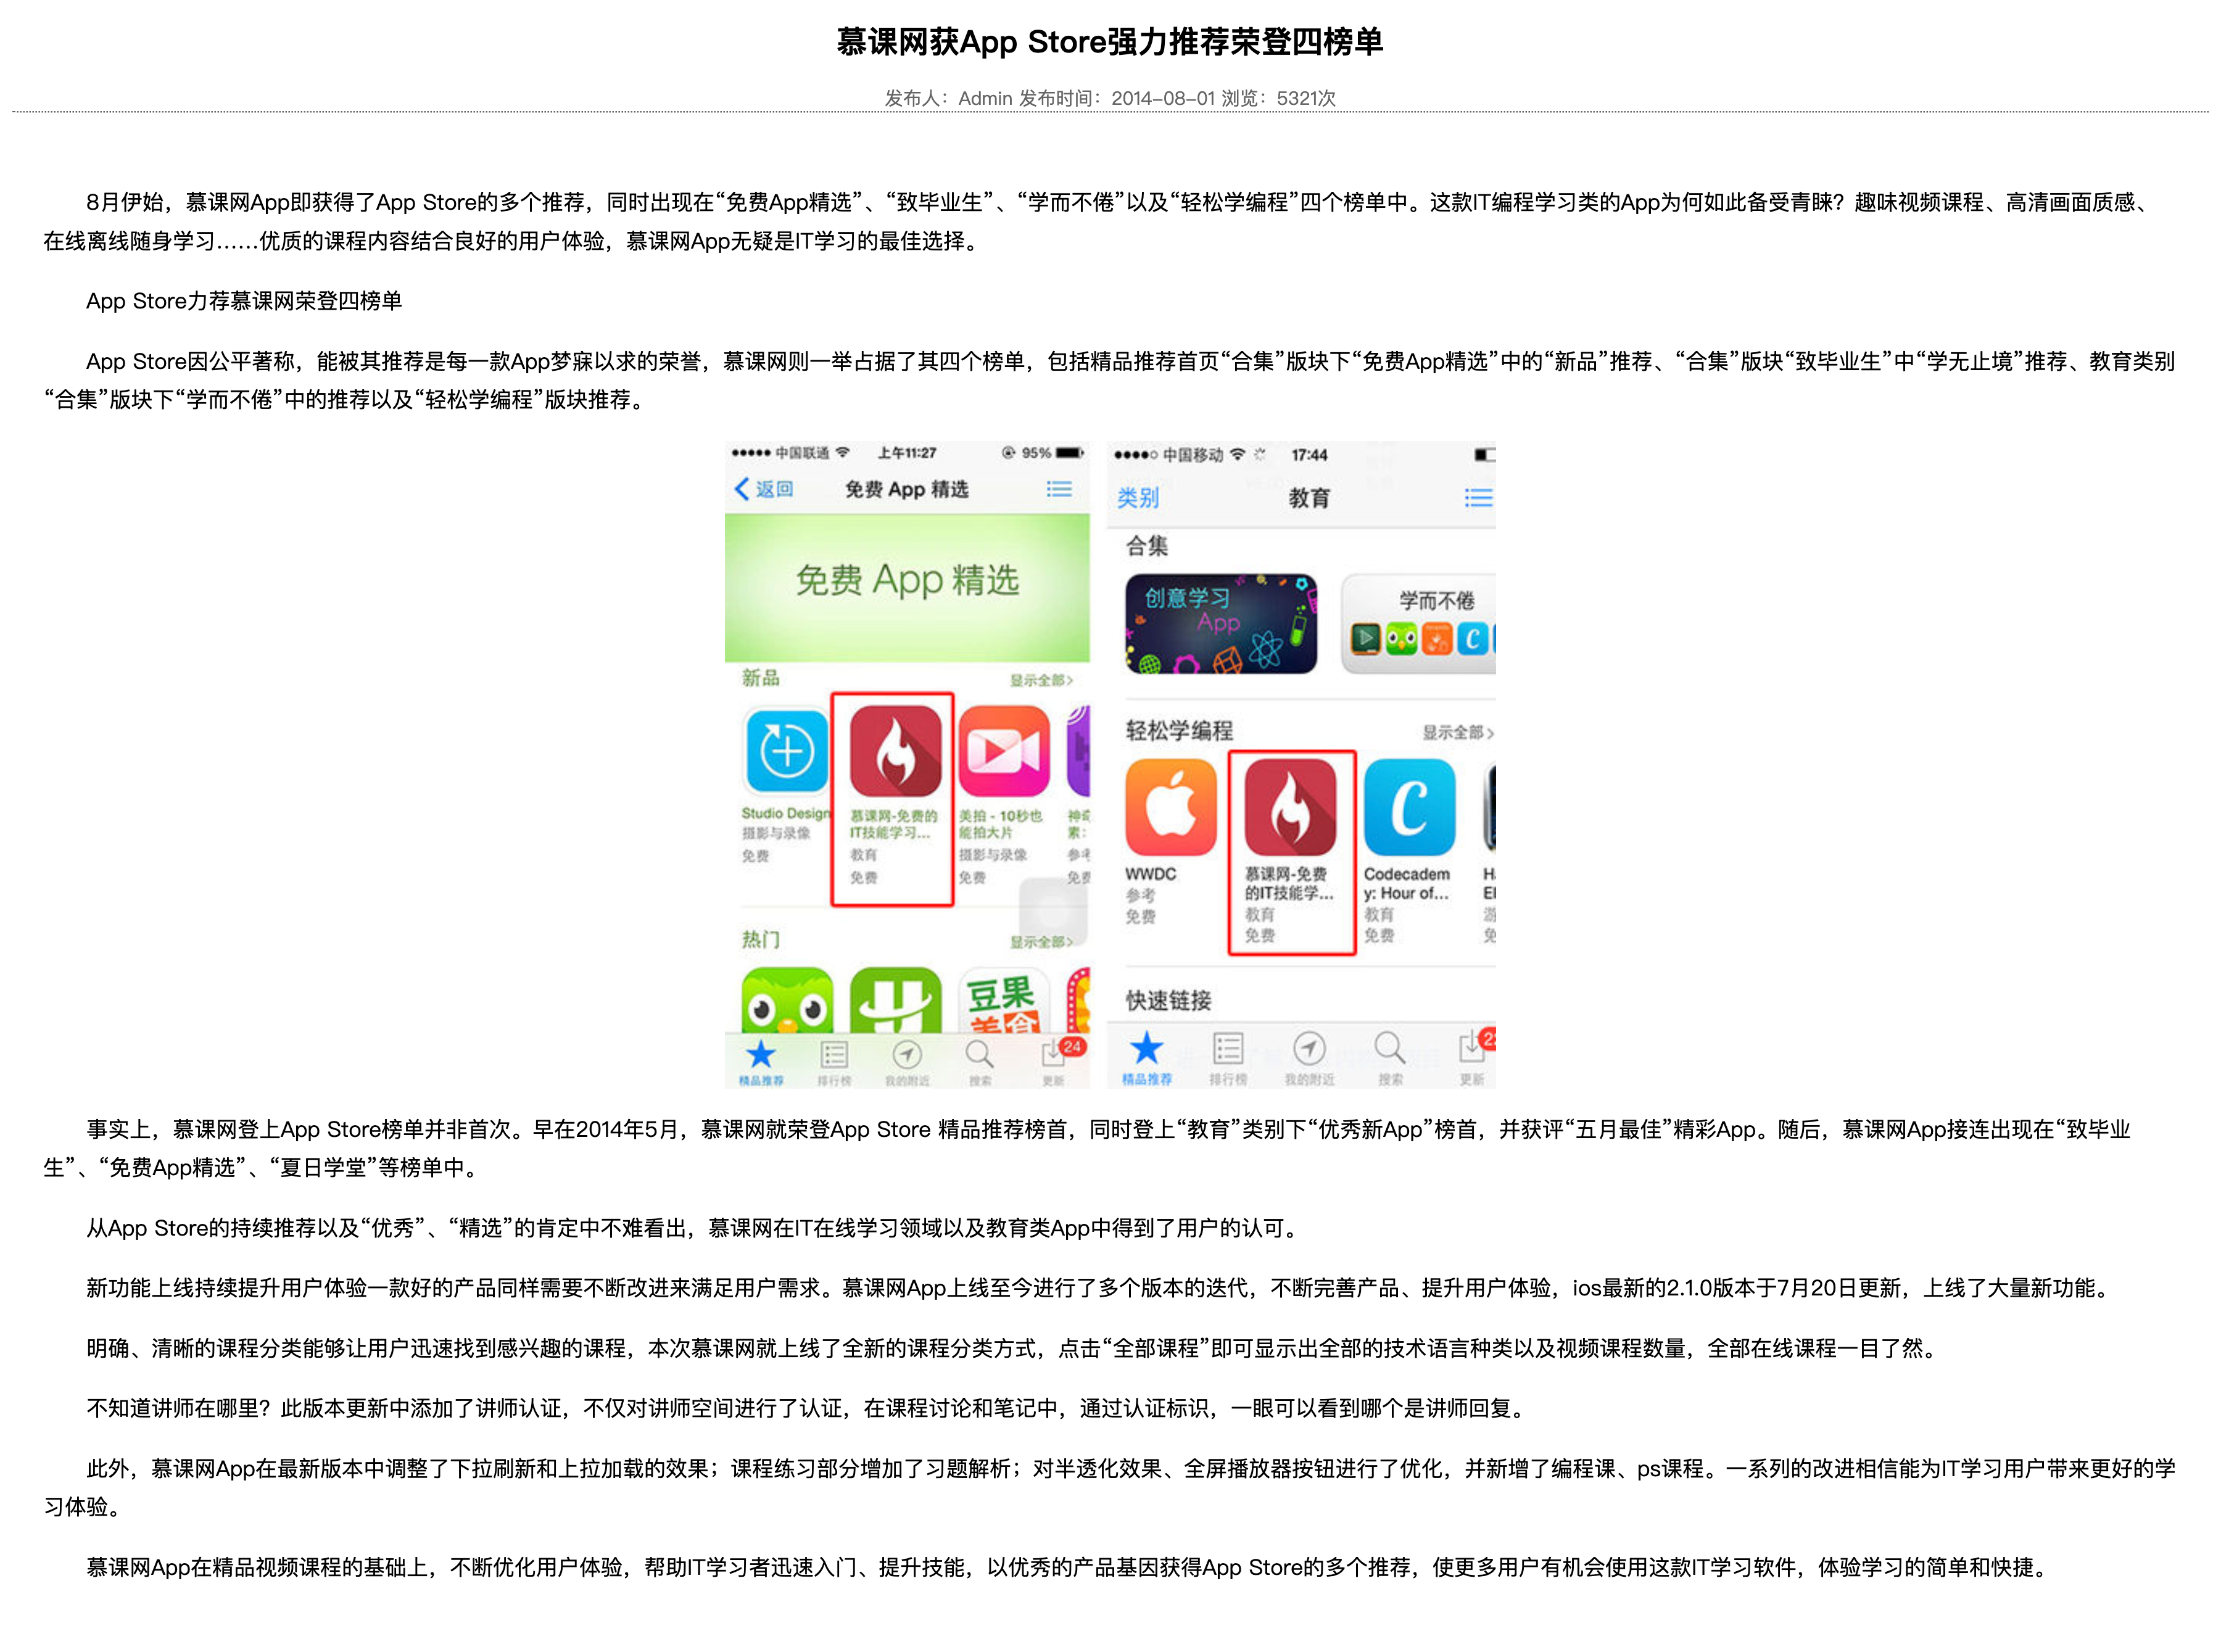 慕课网获App Store强力推荐荣登四榜单
发布人：Admin 发布时间：2014-08-01 浏览：5321次
8月伊始，慕课网App即获得了App Store的多个推荐，同时出现在“免费App精选”、“致毕业生”、“学而不倦”以及“轻松学编程”四个榜单中。这款IT编程学习类的App为何如此备受青睐？趣味视频课程、高清画面质感、
在线离线随身学习……优质的课程内容结合良好的用户体验，慕课网App无疑是IT学习的最佳选择。
App Store力荐慕课网荣登四榜单
App Store因公平著称，能被其推荐是每一款App梦寐以求的荣誉，慕课网则一举占据了其四个榜单，包括精品推荐首页“合集”版块下“免费App精选”中的“新品”推荐、“合集”版块“致毕业生”中“学无止境”推荐、教育类别
“合集”版块下“学而不倦”中的推荐以及“轻松学编程”版块推荐。
中国联通 上午11:27 95%
返回 免费 App 精选
免费 App 精选
新品 显示全部>
Studio Design 慕课网-免费的 美拍 - 10秒也 神奇
摄影与录像 IT技能学习... 能拍大片 素：
免费 教育 摄影与录像 参考
免费 免费 免费
热门 显示全部>
豆果
美食
24
精品推荐 排行榜 我的附近 搜索 更新
中国移动 17:44
类别 教育
合集
创意学习
App
学而不倦
C
轻松学编程 显示全部>
C
WWDC 慕课网-免费 Codecadem H
参考 的IT技能学... y: Hour of... El
免费 教育 教育 游
免费 免费 免
快速链接
2
精品推荐 排行榜 我的附近 搜索 更新
事实上，慕课网登上App Store榜单并非首次。早在2014年5月，慕课网就荣登App Store 精品推荐榜首，同时登上“教育”类别下“优秀新App”榜首，并获评“五月最佳”精彩App。随后，慕课网App接连出现在“致毕业
生”、“免费App精选”、“夏日学堂”等榜单中。
从App Store的持续推荐以及“优秀”、“精选”的肯定中不难看出，慕课网在IT在线学习领域以及教育类App中得到了用户的认可。
新功能上线持续提升用户体验一款好的产品同样需要不断改进来满足用户需求。慕课网App上线至今进行了多个版本的迭代，不断完善产品、提升用户体验，ios最新的2.1.0版本于7月20日更新，上线了大量新功能。
明确、清晰的课程分类能够让用户迅速找到感兴趣的课程，本次慕课网就上线了全新的课程分类方式，点击“全部课程”即可显示出全部的技术语言种类以及视频课程数量，全部在线课程一目了然。
不知道讲师在哪里？此版本更新中添加了讲师认证，不仅对讲师空间进行了认证，在课程讨论和笔记中，通过认证标识，一眼可以看到哪个是讲师回复。
此外，慕课网App在最新版本中调整了下拉刷新和上拉加载的效果；课程练习部分增加了习题解析；对半透化效果、全屏播放器按钮进行了优化，并新增了编程课、ps课程。一系列的改进相信能为IT学习用户带来更好的学
习体验。
慕课网App在精品视频课程的基础上，不断优化用户体验，帮助IT学习者迅速入门、提升技能，以优秀的产品基因获得App Store的多个推荐，使更多用户有机会使用这款IT学习软件，体验学习的简单和快捷。